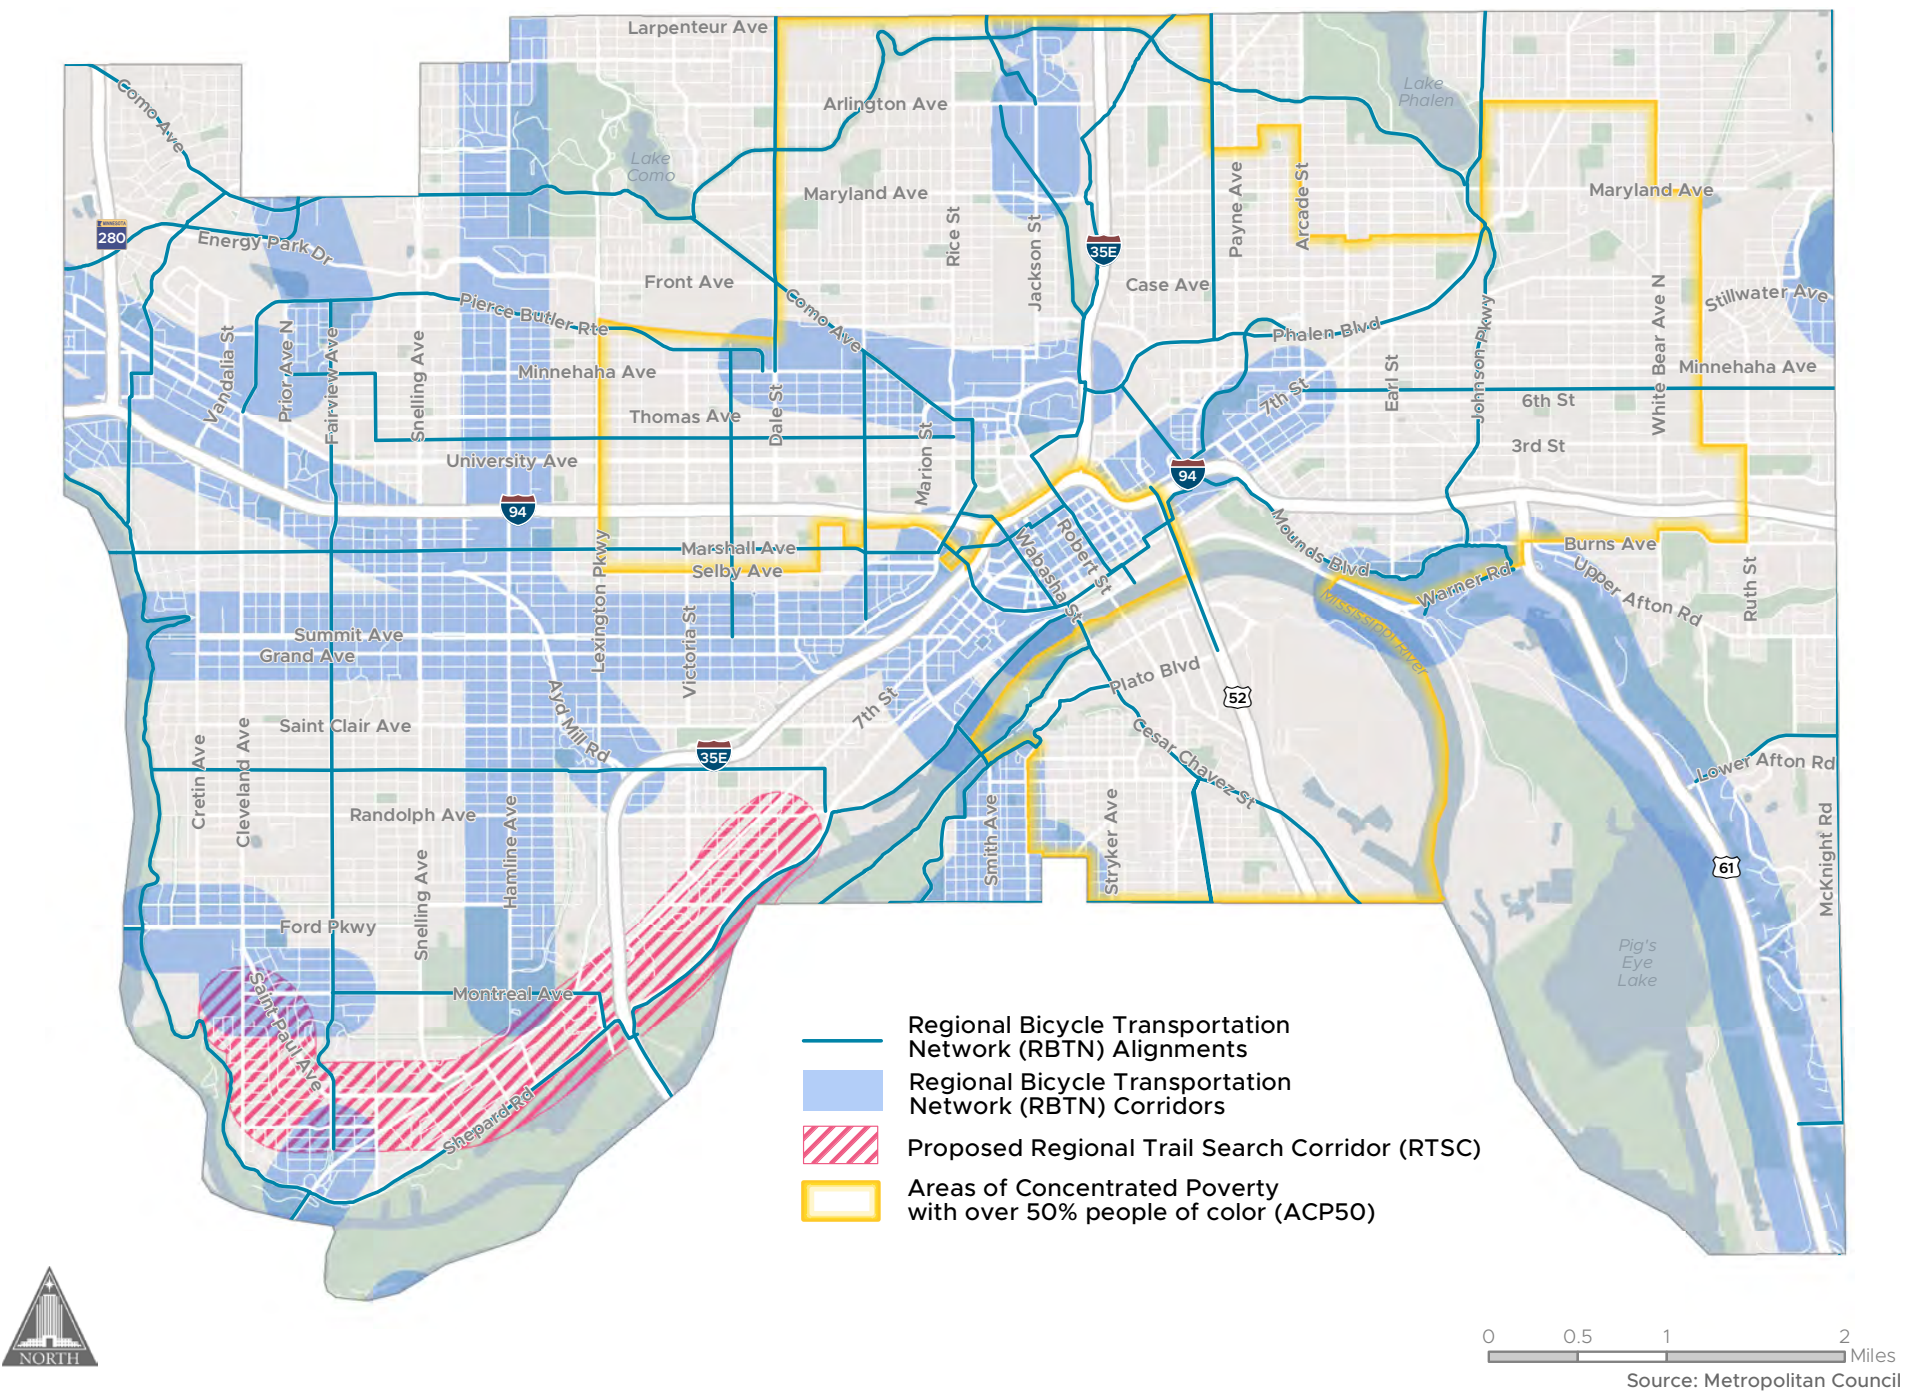 Larpenteur Ave
Como Ave
Arlington Ave
Lake
Phalen
Lake
Como
Maryland Ave
Maryland Ave
Payne Ave
Arcade St
Rice St
Jackson St
MINNESOTA
280
Energy Park Dr
35E
Front Ave
Case Ave
Como Ave
Stillwater Ave
Pierce Butler Rte
Phalen Blvd
Johnson Pkwy
White Bear Ave N
Vandalia St
Prior Ave N
Fairview Ave
Snelling Ave
Minnehaha Ave
Minnehaha Ave
Earl St
7th St
6th St
Thomas Ave
Dale St
Marion St
3rd St
University Ave
94
94
Lexington Pkwy
Marshall Ave
Selby Ave
Wabasha St
Robert St
Mounds Blvd
Burns Ave
Warner Rd
Upper Afton Rd
Ruth St
Mississippi River
Summit Ave
Grand Ave
Victoria St
Plato Blvd
52
Ayd Mill Rd
7th St
Saint Clair Ave
Cesar Chavez St
35E
Lower Afton Rd
Cretin Ave
Cleveland Ave
Randolph Ave
Hamline Ave
Smith Ave
Stryker Ave
61
McKnight Rd
Snelling Ave
Ford Pkwy
Pig's
Eye
Lake
Saint Paul Ave
Montreal Ave
Shepard Rd
Regional Bicycle Transportation
Network (RBTN) Alignments
Regional Bicycle Transportation
Network (RBTN) Corridors
Proposed Regional Trail Search Corridor (RTSC)
Areas of Concentrated Poverty
with over 50% people of color (ACP50)
NORTH
0 0.5 1 2
Miles
Source: Metropolitan Council